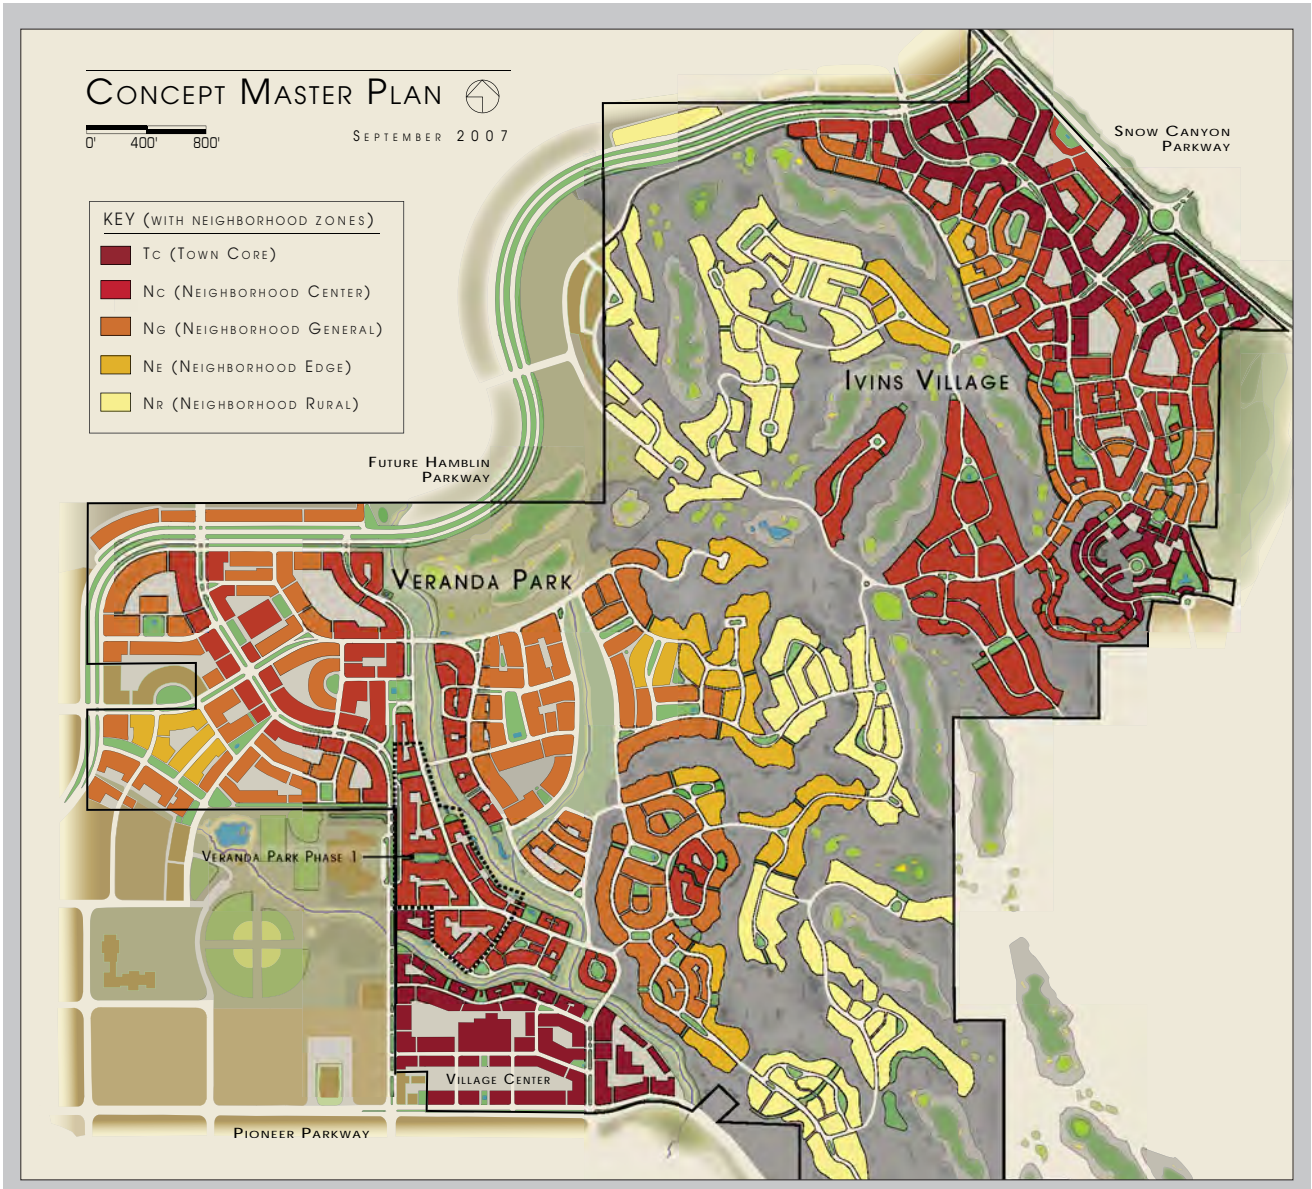 Concept Master Plan
0' 400' 800'
September 2007
KEY (with neighborhood zones)
Tc (Town Core)
Nc (Neighborhood Center)
Ng (Neighborhood General)
Ne (Neighborhood Edge)
Nr (Neighborhood Rural)
Snow Canyon
Parkway
Ivins Village
Future Hamblin
Parkway
Veranda Park
Veranda Park Phase 1
Village Center
Pioneer Parkway